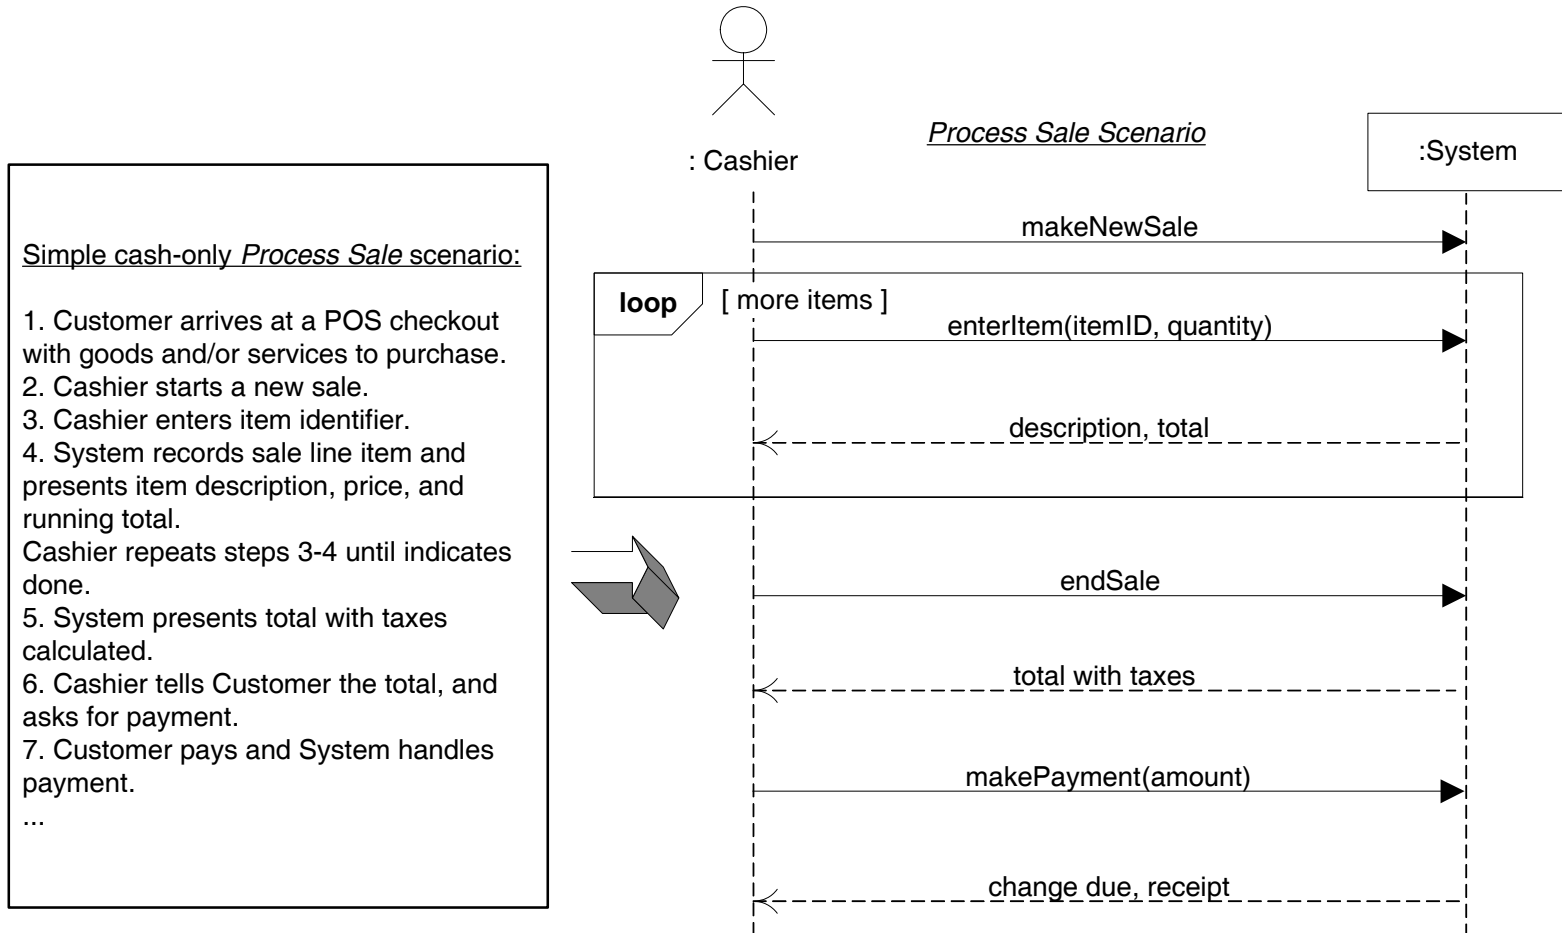 Simple cash-only Process Sale scenario:
1. Customer arrives at a POS checkout
with goods and/or services to purchase.
2. Cashier starts a new sale.
3. Cashier enters item identifier.
4. System records sale line item and
presents item description, price, and
running total.
Cashier repeats steps 3-4 until indicates
done.
5. System presents total with taxes
calculated.
6. Cashier tells Customer the total, and
asks for payment.
7. Customer pays and System handles
payment.
...
: Cashier
Process Sale Scenario
:System
makeNewSale
loop
[ more items ]
enterItem(itemID, quantity)
description, total
endSale
total with taxes
makePayment(amount)
change due, receipt